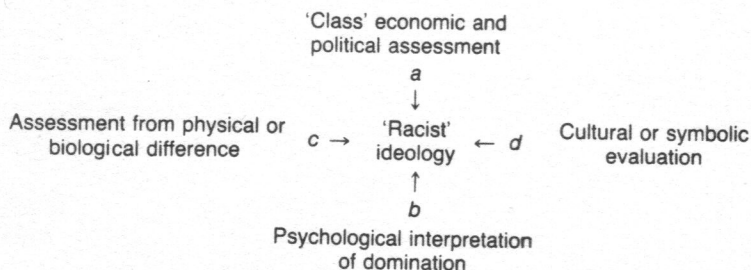 ‘Class’ economic and
political assessment
a
↓
Assessment from physical or
biological difference
c →
‘Racist’
ideology
← d
Cultural or symbolic
evaluation
↑
b
Psychological interpretation
of domination